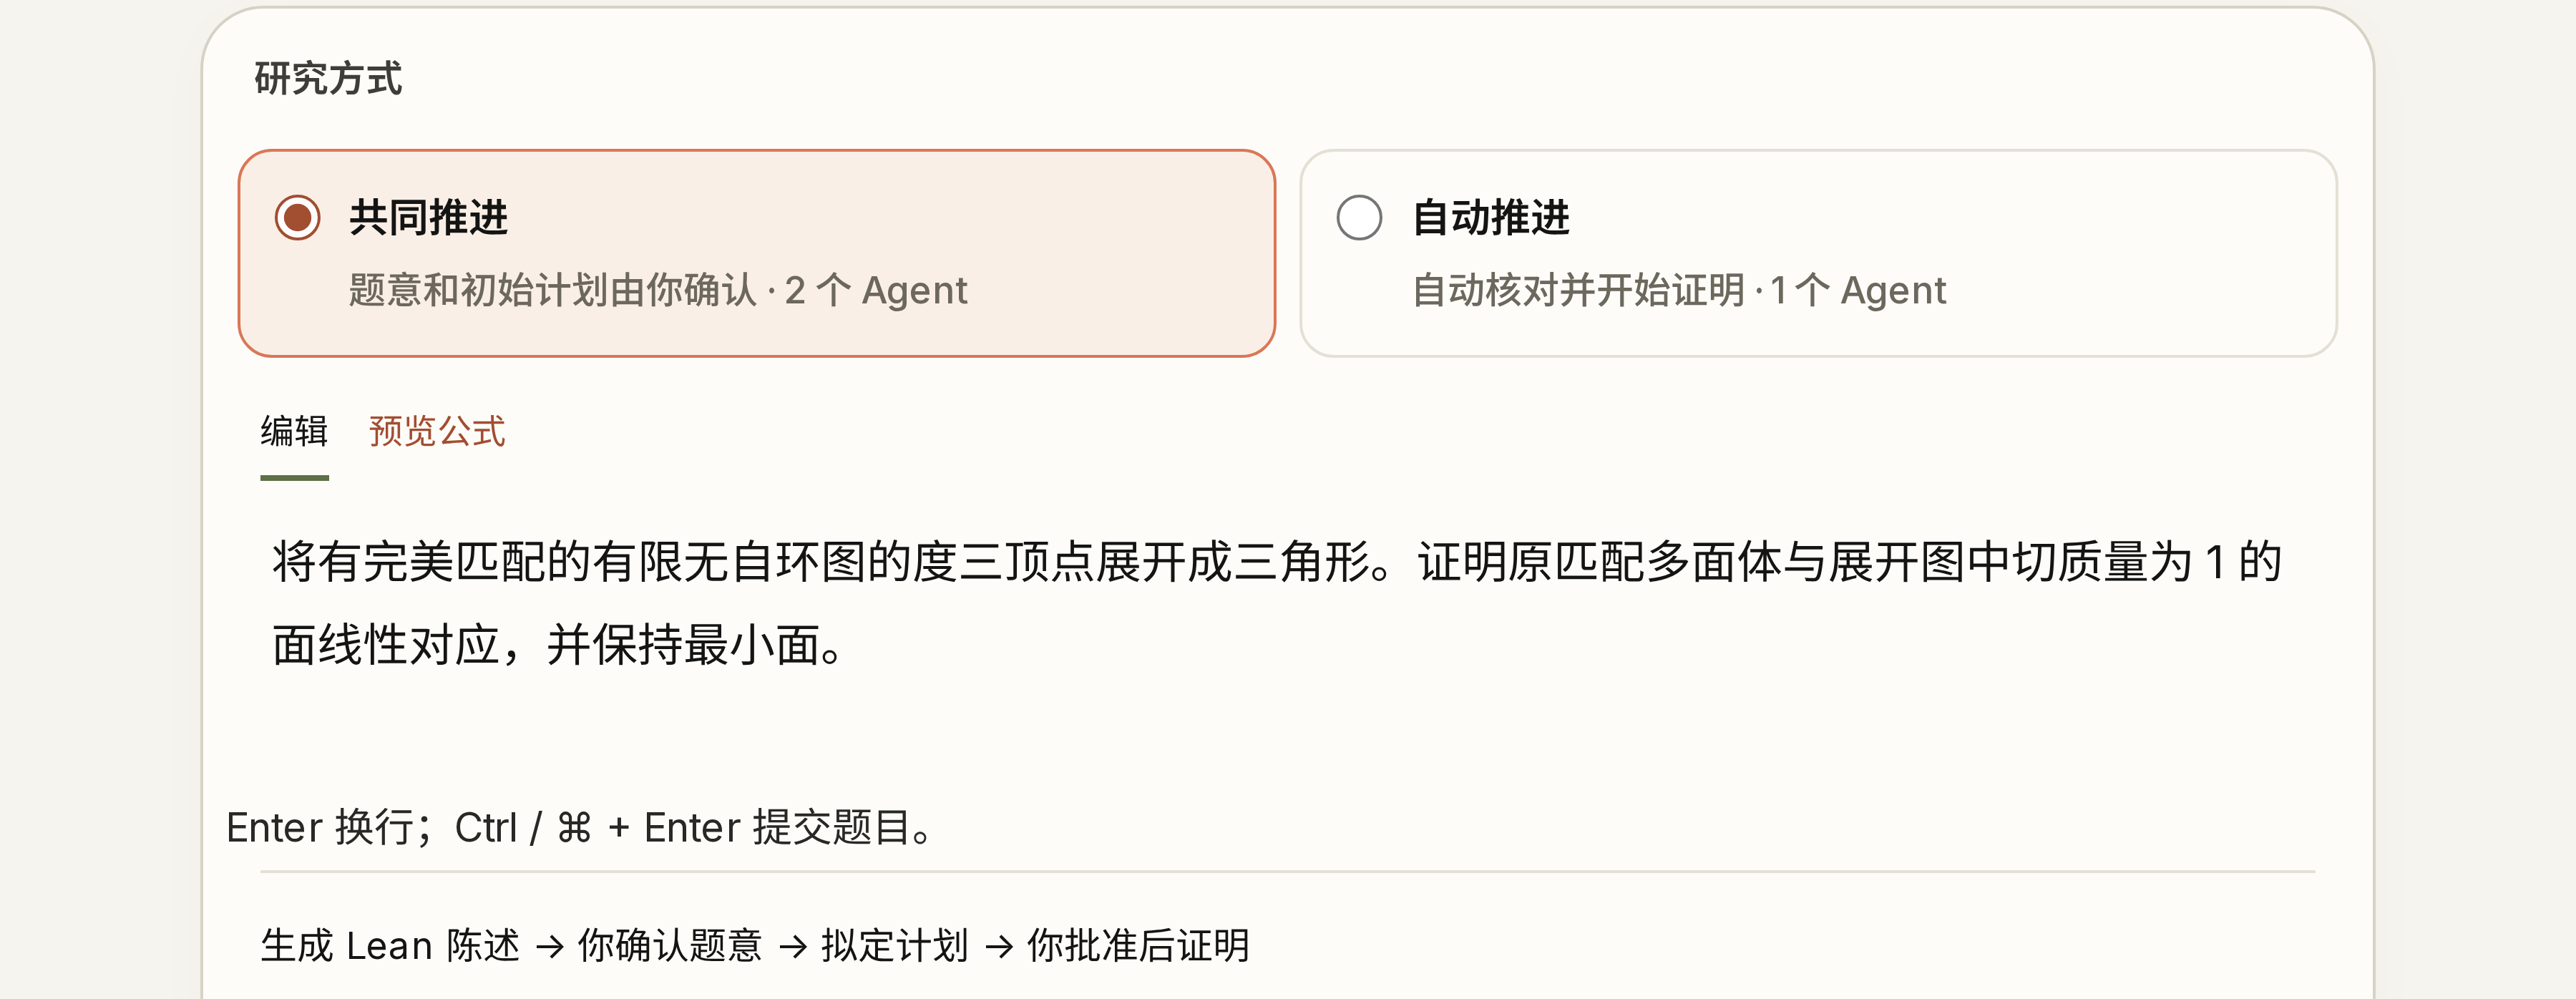 研究方式
共同推进
题意和初始计划由你确认 · 2 个 Agent
自动推进
自动核对并开始证明 · 1 个 Agent
编辑 预览公式
将有完美匹配的有限无自环图的度三顶点展开成三角形。证明原匹配多面体与展开图中切质量为 1 的
面线性对应，并保持最小面。
Enter 换行；Ctrl / ⌘ + Enter 提交题目。
生成 Lean 陈述 → 你确认题意 → 拟定计划 → 你批准后证明